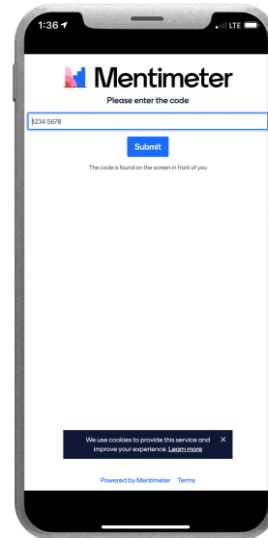 1:36
LTE
Mentimeter
Please enter the code
1234 5678
Submit
The code is found on the screen in front of you
We use cookies to provide this service and
improve your experience. Learn more
Powered by Mentimeter Terms